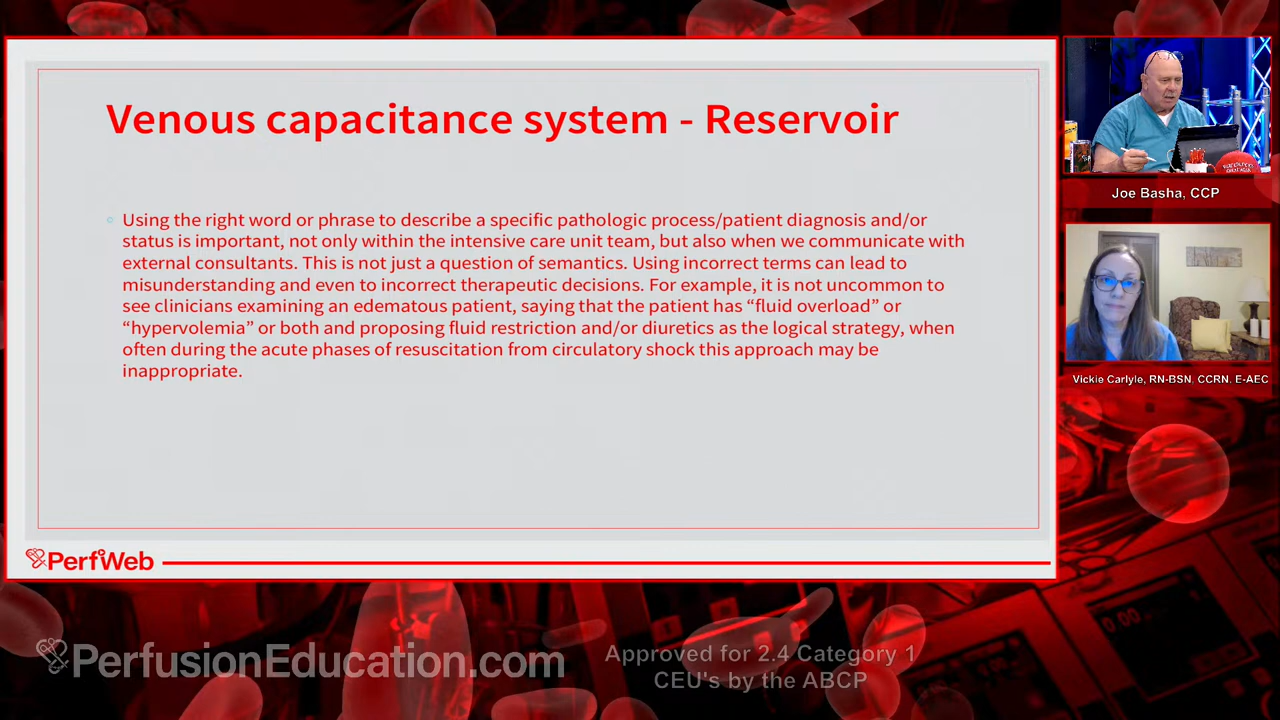 Venous capacitance system - Reservoir
Using the right word or phrase to describe a specific pathologic process/patient diagnosis and/or
status is important, not only within the intensive care unit team, but also when we communicate with
external consultants. This is not just a question of semantics. Using incorrect terms can lead to
misunderstanding and even to incorrect therapeutic decisions. For example, it is not uncommon to
see clinicians examining an edematous patient, saying that the patient has “fluid overload” or
“hypervolemia” or both and proposing fluid restriction and/or diuretics as the logical strategy, when
often during the acute phases of resuscitation from circulatory shock this approach may be
inappropriate.
PerfWeb
Joe Basha, CCP
Vickie Carlyle, RN-BSN, CCRN, E-AEC
PerfusionEducation.com
Approved for 2.4 Category 1
CEU's by the ABCP
0.00